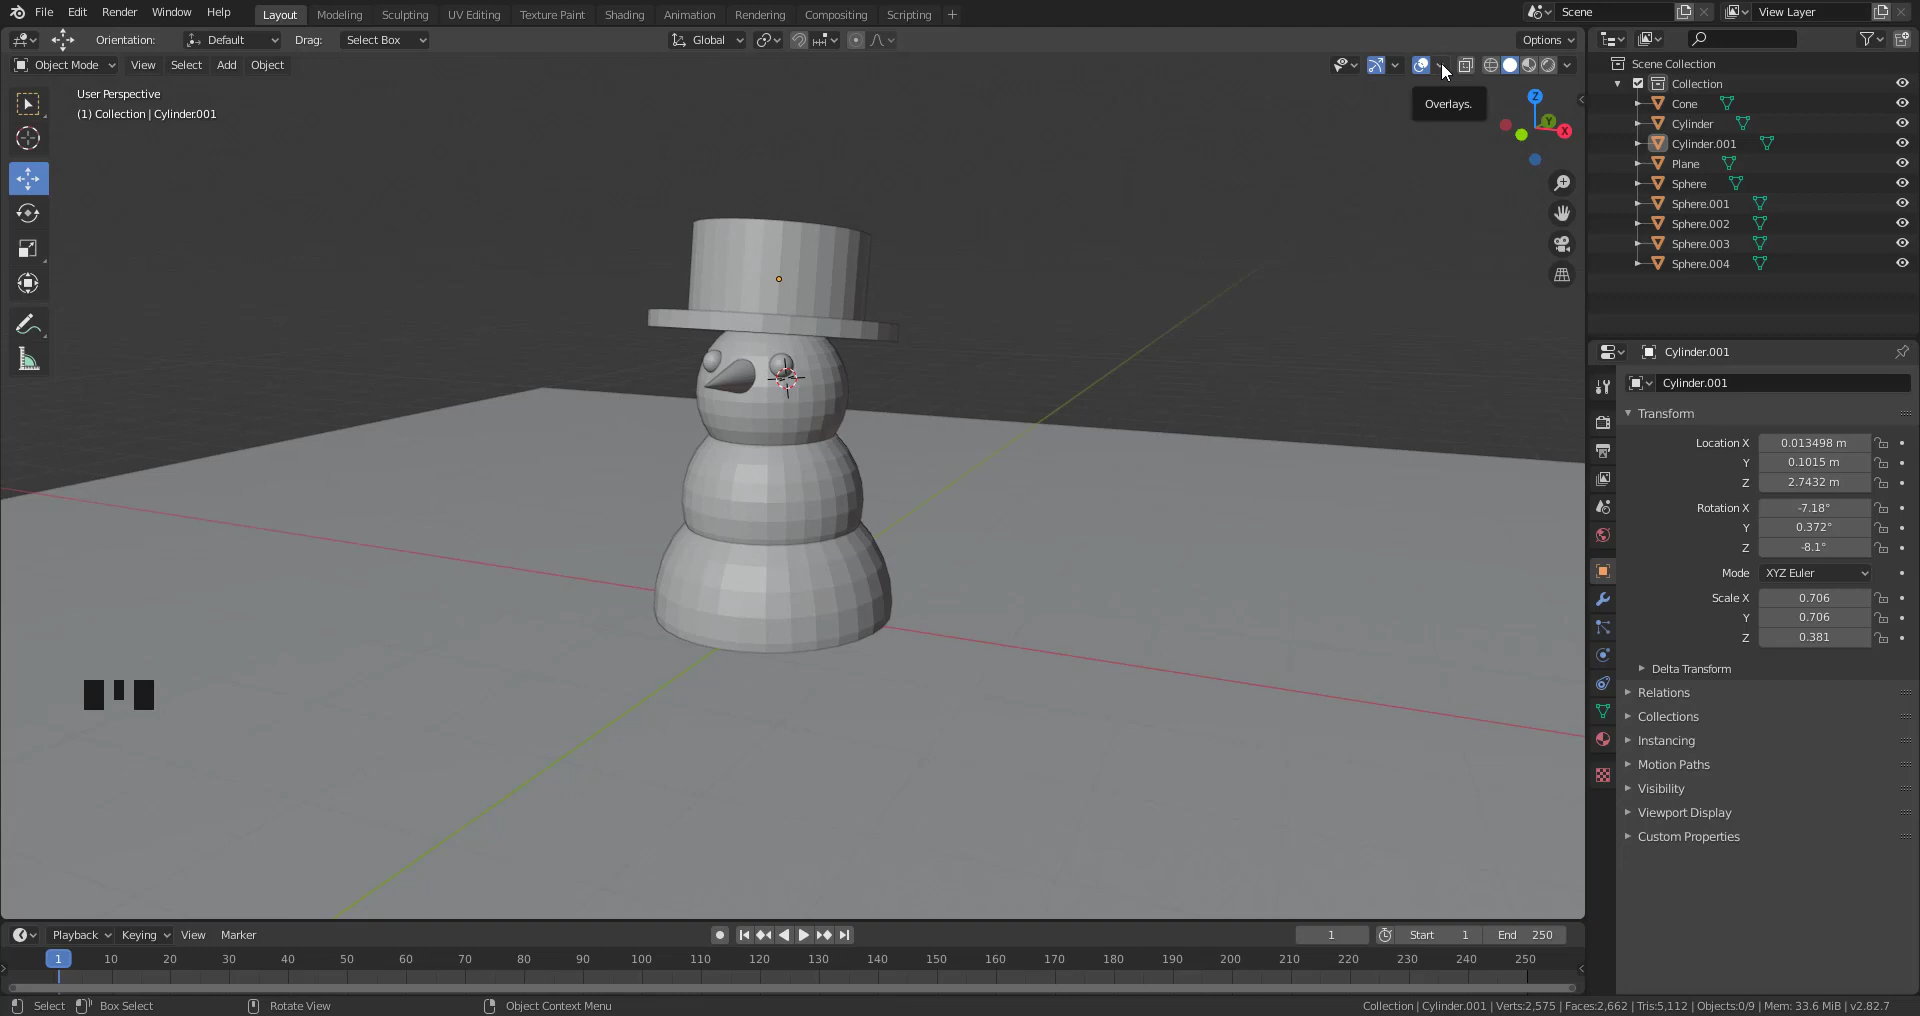 File Edit Render Window Help Layout Modeling Sculpting UV Editing Texture Paint Shading Animation Rendering Compositing Scripting + Scene View Layer
Orientation: Default Drag: Select Box Global Options
Object Mode View Select Add Object
User Perspective
(1) Collection | Cylinder.001
Overlays.
Z
Y
X
Scene Collection
Collection
Cone
Cylinder
Cylinder.001
Plane
Sphere
Sphere.001
Sphere.002
Sphere.003
Sphere.004
Cylinder.001
Cylinder.001
Transform
Location X 0.013498 m
Y 0.1015 m
Z 2.7432 m
Rotation X -7.18°
Y 0.372°
Z -8.1°
Mode XYZ Euler
Scale X 0.706
Y 0.706
Z 0.381
Delta Transform
Relations
Collections
Instancing
Motion Paths
Visibility
Viewport Display
Custom Properties
Playback Keying View Marker 1 Start 1 End 250
1 10 20 30 40 50 60 70 80 90 100 110 120 130 140 150 160 170 180 190 200 210 220 230 240 250
Select Box Select Rotate View Object Context Menu Collection | Cylinder.001 | Verts:2,575 | Faces:2,662 | Tris:5,112 | Objects:0/9 | Mem: 33.6 MiB | v2.82.7